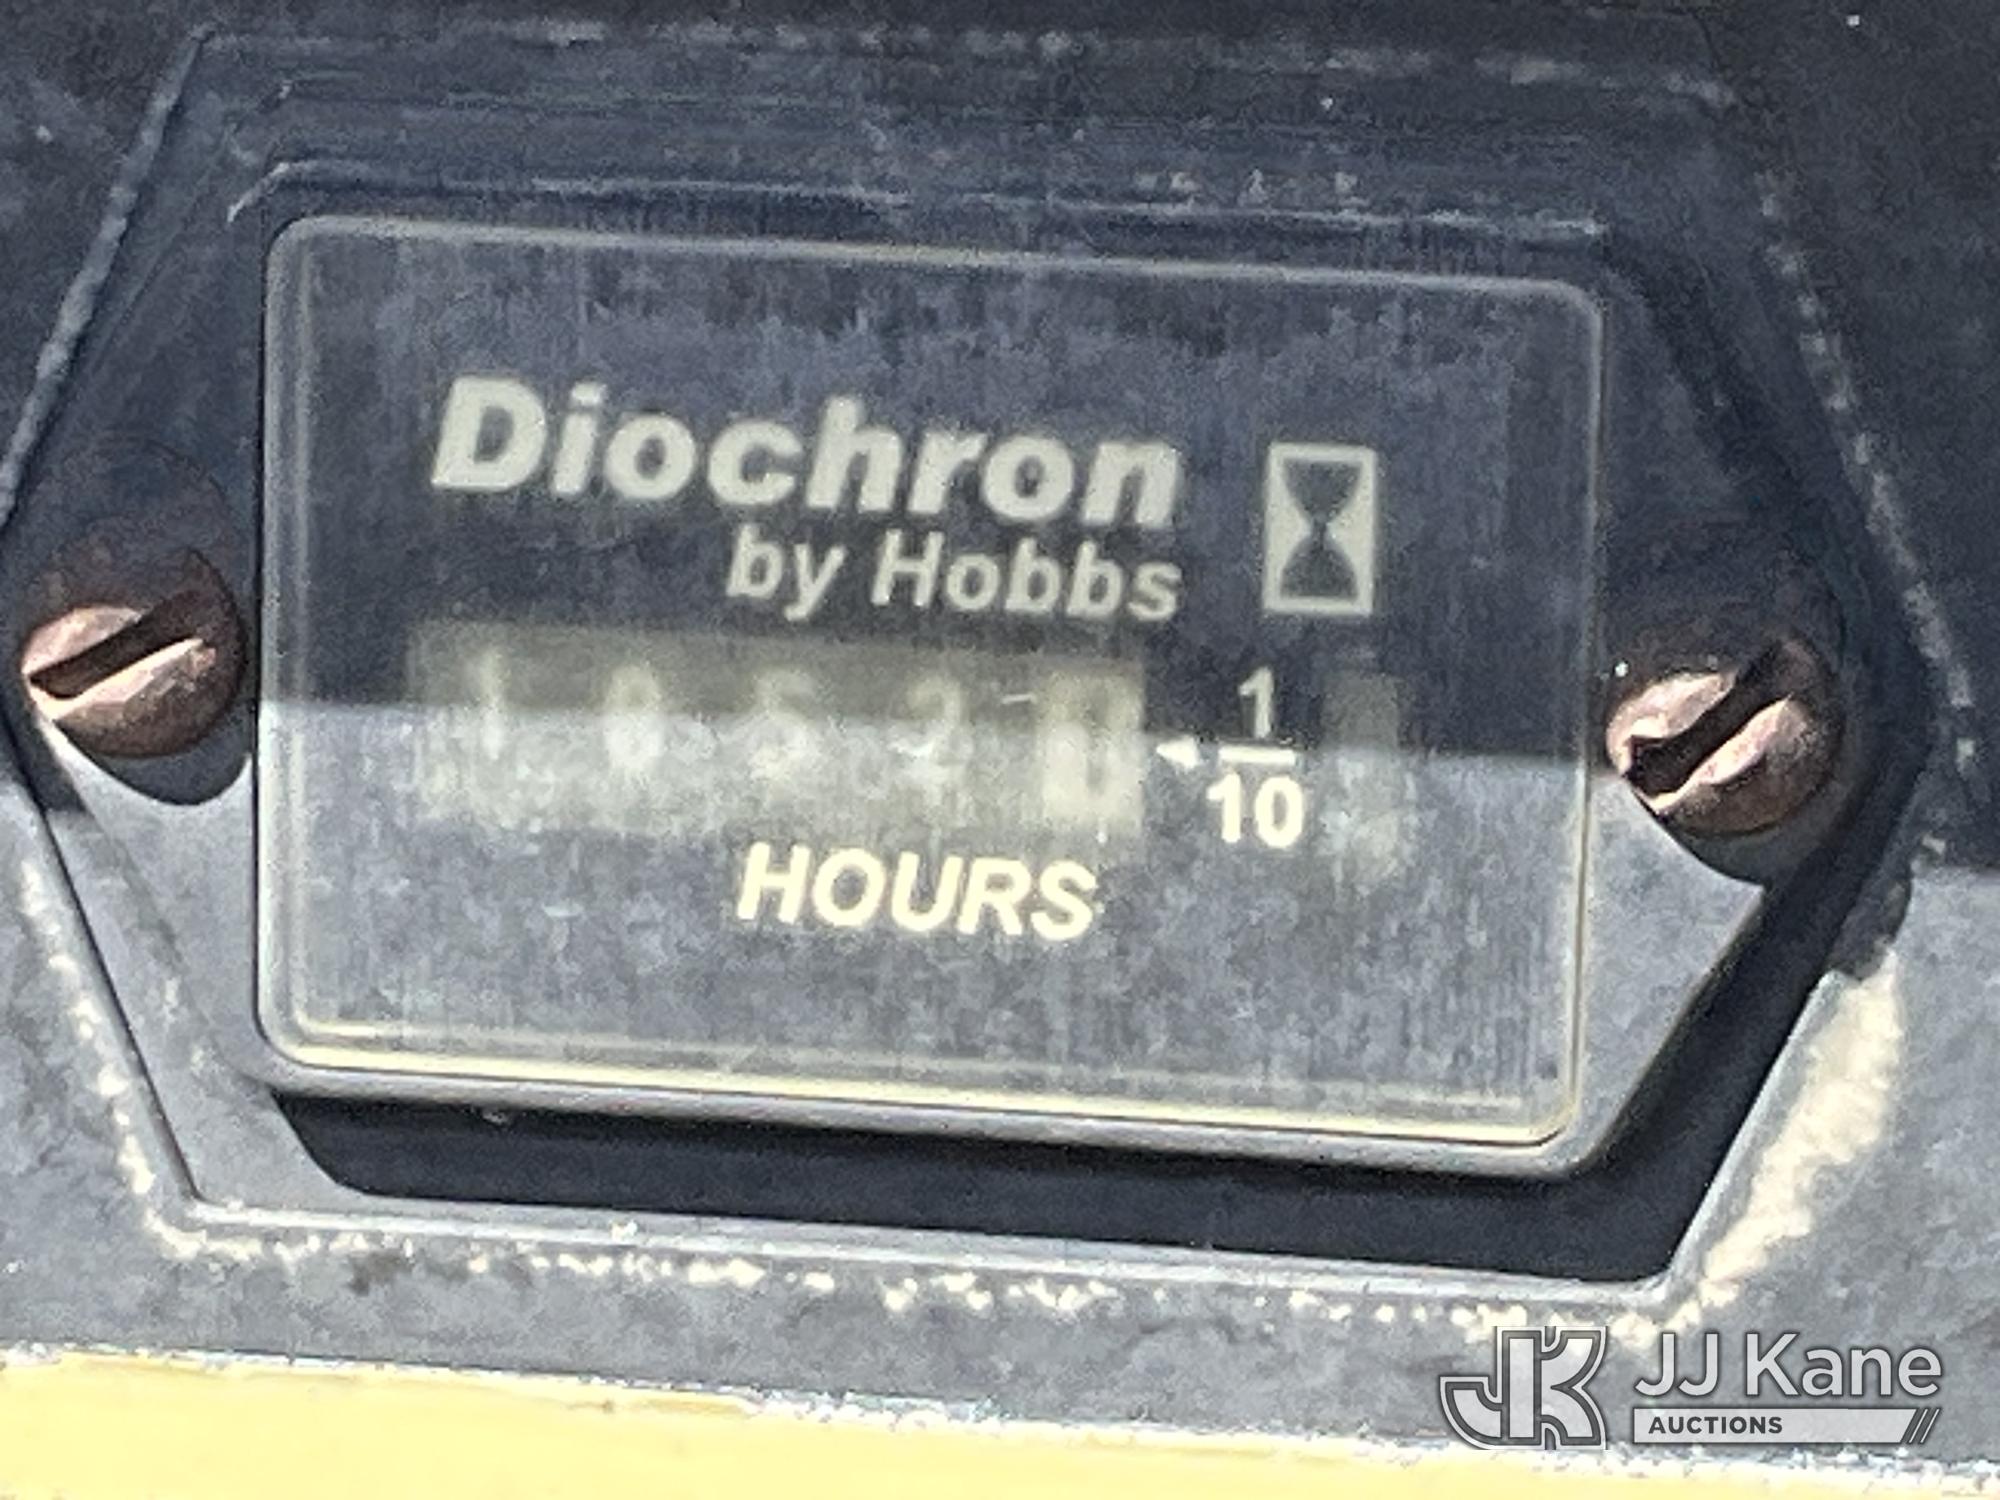 Diochron
by Hobbs
1
10
HOURS
JJ Kane
AUCTIONS